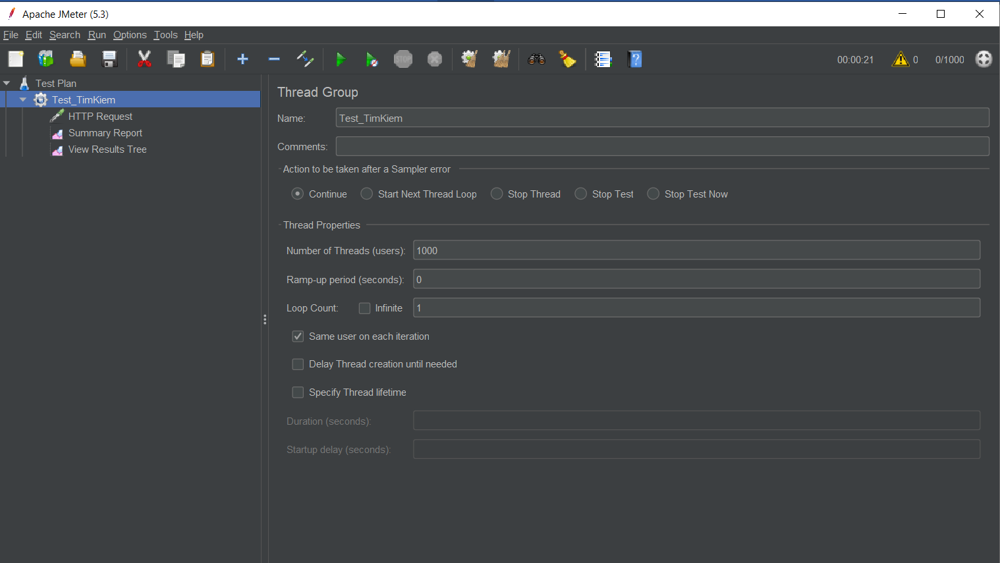 Apache JMeter (5.3)
File Edit Search Run Options Tools Help
STOP
?
00:00:21 0 0/1000
Test Plan
Test_TimKiem
HTTP Request
Summary Report
View Results Tree
Thread Group
Name: Test_TimKiem
Comments:
Action to be taken after a Sampler error
Continue Start Next Thread Loop Stop Thread Stop Test Stop Test Now
Thread Properties
Number of Threads (users): 1000
Ramp-up period (seconds): 0
Loop Count: Infinite 1
Same user on each iteration
Delay Thread creation until needed
Specify Thread lifetime
Duration (seconds):
Startup delay (seconds):